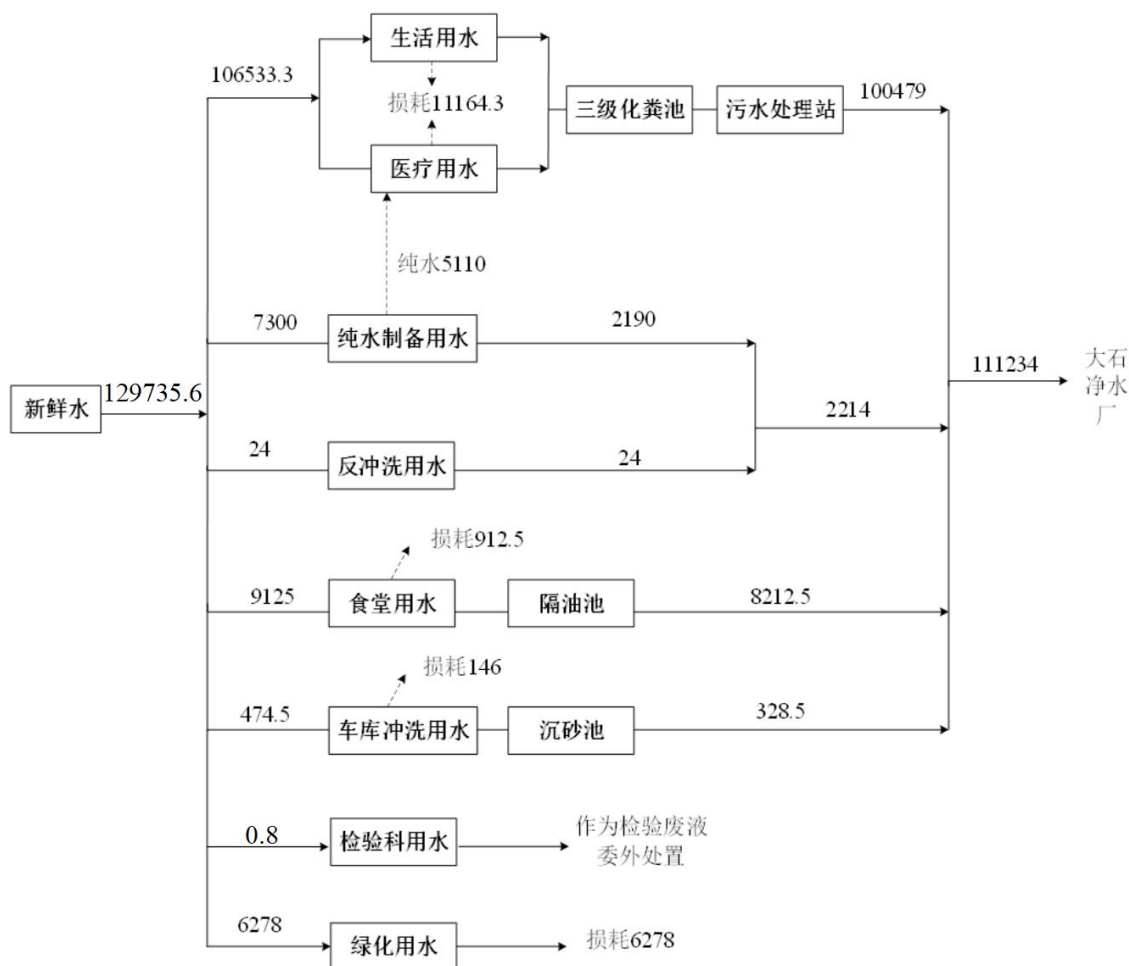 生活用水
106533.3
损耗11164.3
三级化粪池
污水处理站
100479
医疗用水
纯水5110
7300
纯水制备用水
2190
111234
大石
净水
厂
新鲜水
129735.6
2214
24
反冲洗用水
24
损耗912.5
9125
食堂用水
隔油池
8212.5
损耗146
474.5
车库冲洗用水
沉砂池
328.5
0.8
检验科用水
作为检验废液
委外处置
6278
绿化用水
损耗6278